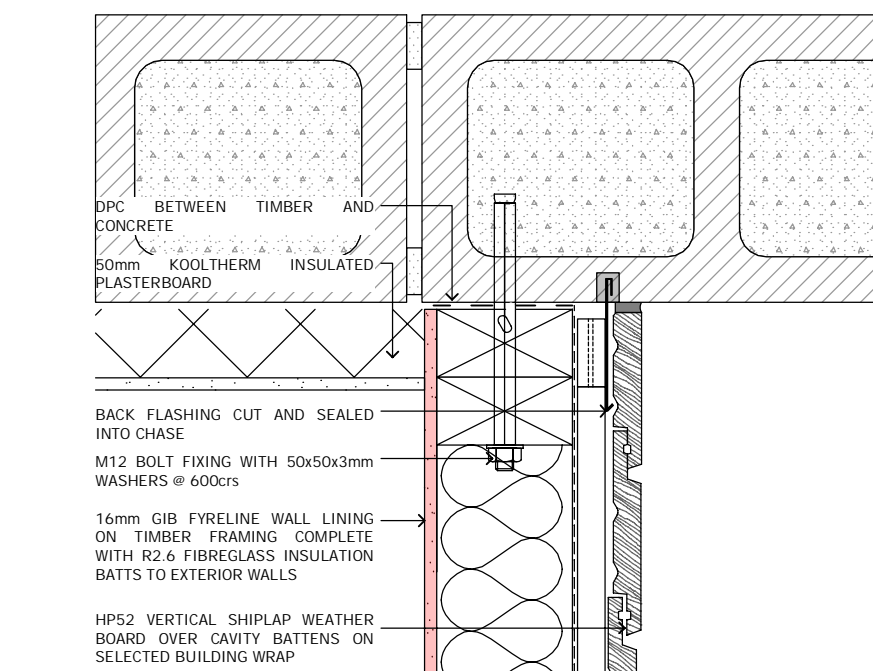 DPC BETWEEN TIMBER AND
CONCRETE
50mm KOOLTHERM INSULATED
PLASTERBOARD
BACK FLASHING CUT AND SEALED
INTO CHASE
M12 BOLT FIXING WITH 50x50x3mm
WASHERS @ 600crs
16mm GIB FYRELINE WALL LINING
ON TIMBER FRAMING COMPLETE
WITH R2.6 FIBREGLASS INSULATION
BATTS TO EXTERIOR WALLS
HP52 VERTICAL SHIPLAP WEATHER
BOARD OVER CAVITY BATTENS ON
SELECTED BUILDING WRAP